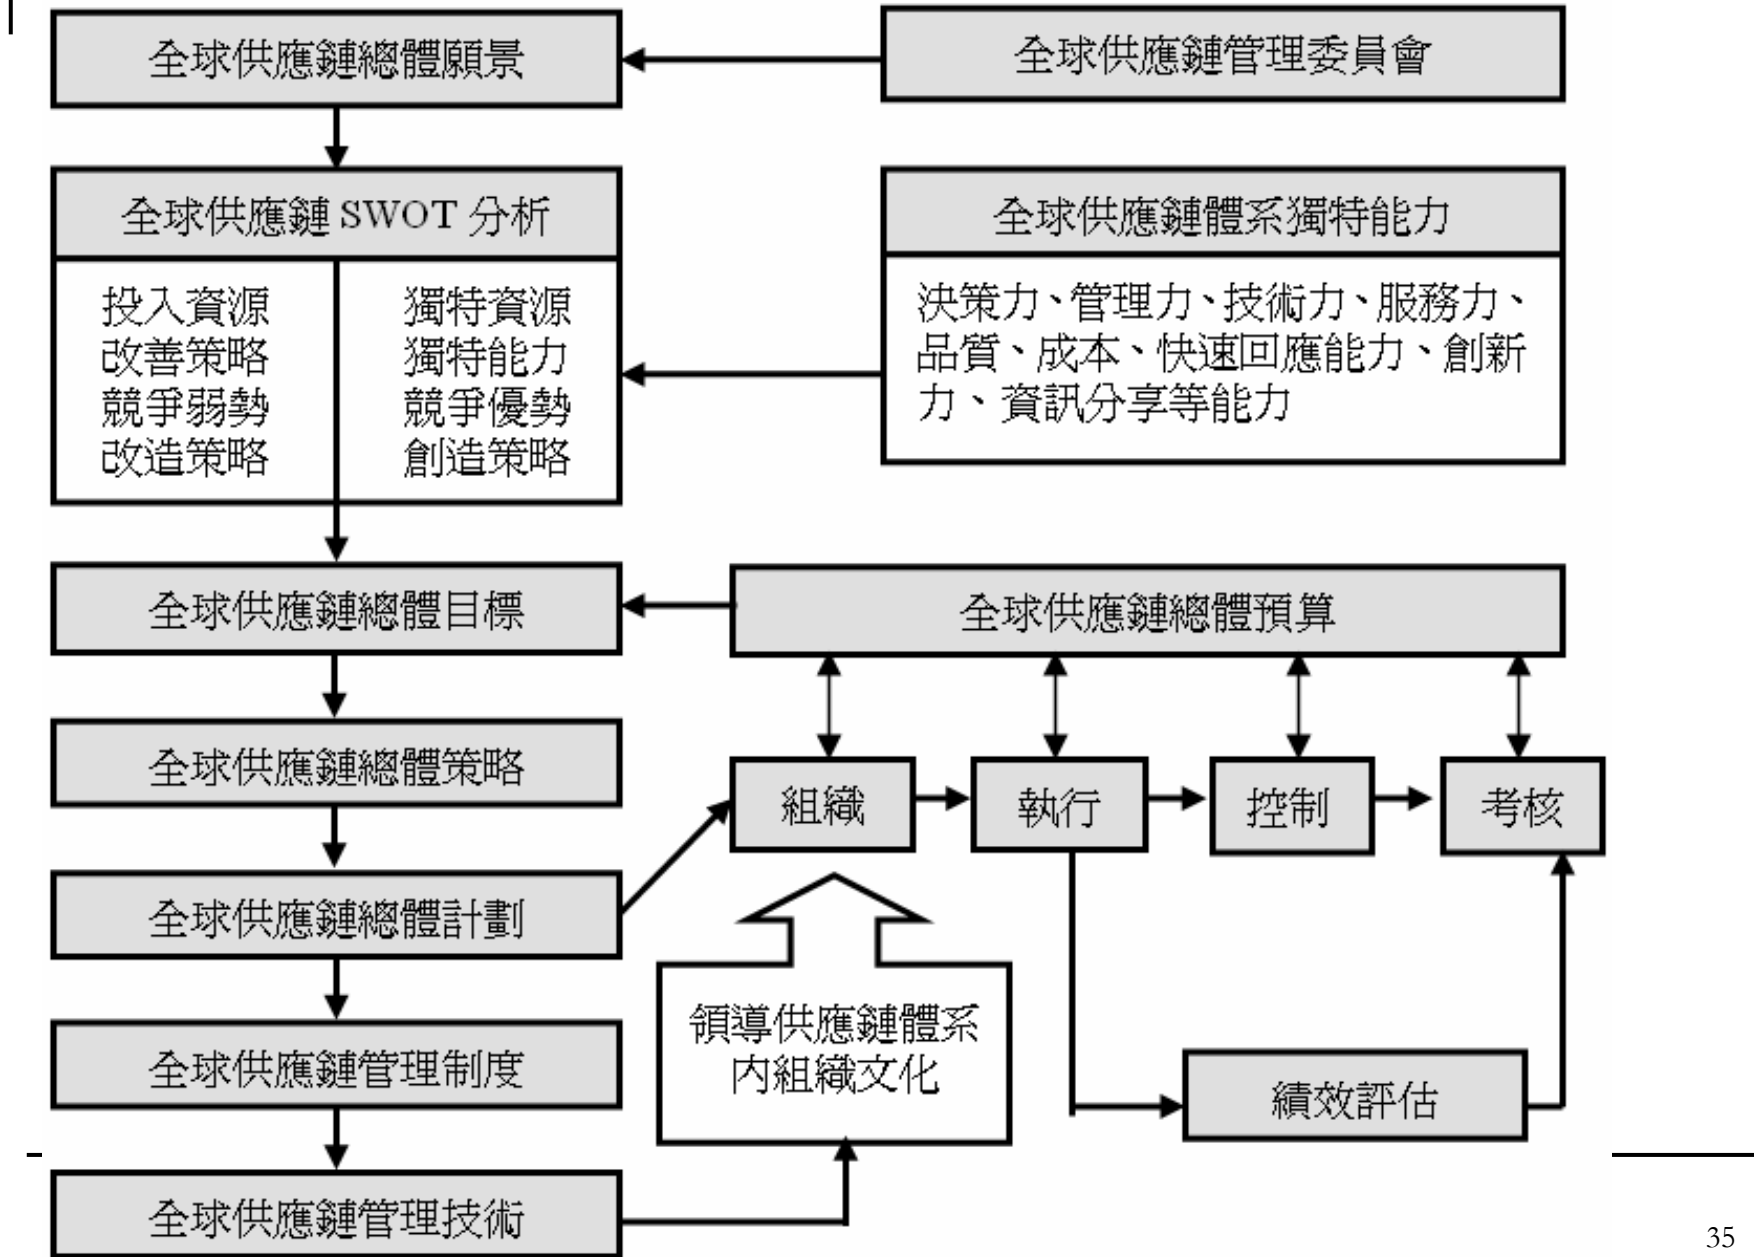 全球供應鏈總體願景
全球供應鏈管理委員會
全球供應鏈 SWOT 分析
投入資源
改善策略
競爭弱勢
改造策略
獨特資源
獨特能力
競爭優勢
創造策略
全球供應鏈體系獨特能力
決策力、管理力、技術力、服務力、
品質、成本、快速回應能力、創新
力、資訊分享等能力
全球供應鏈總體目標
全球供應鏈總體預算
全球供應鏈總體策略
組織
執行
控制
考核
全球供應鏈總體計劃
領導供應鏈體系
內組織文化
全球供應鏈管理制度
績效評估
全球供應鏈管理技術
35